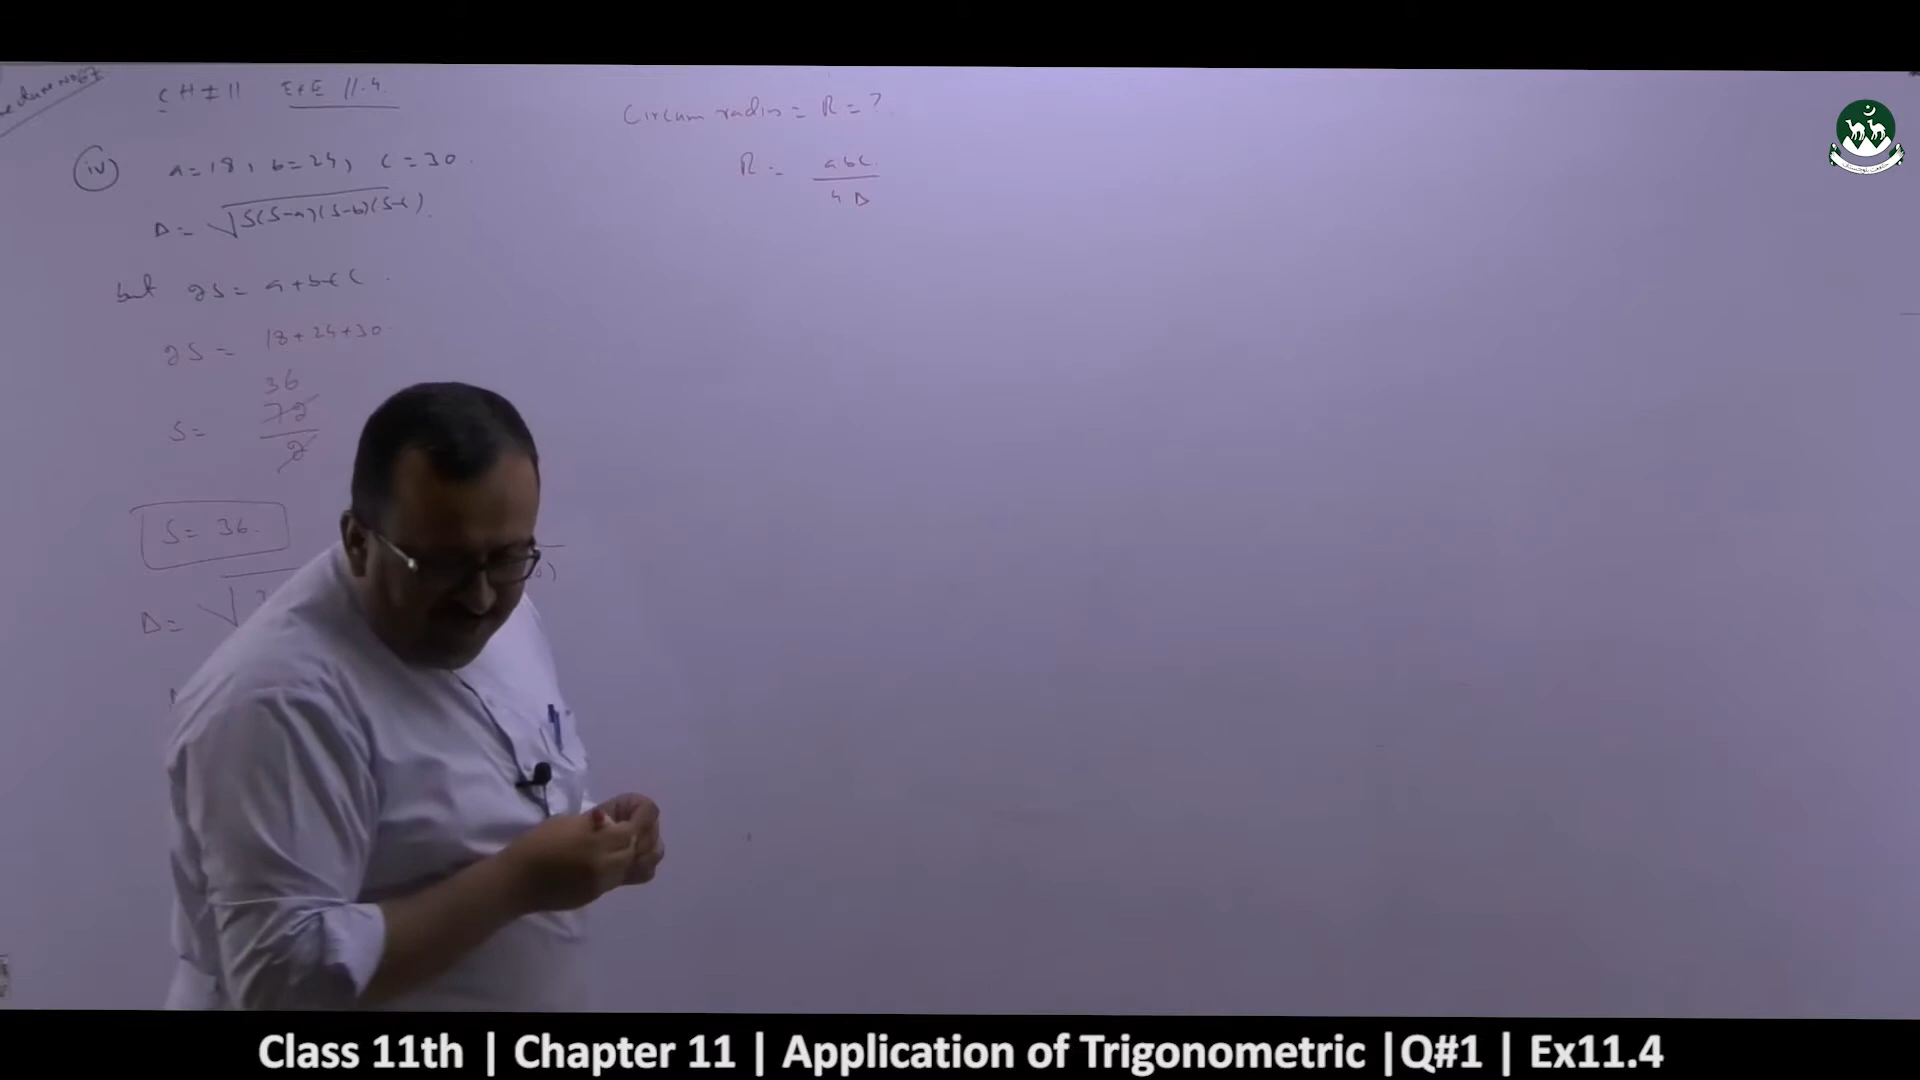 CH # 11 Ex E 11.4.
iv) a=18, b=24, c=30.
Δ = √S(S-a)(S-b)(S-c).
but 2S = a+b+c.
2S = 18+24+30.
36
S = 72
2
S = 36.
Δ = √
Circum radius = R = ?
R = abc.
4Δ
Class 11th | Chapter 11 | Application of Trigonometric |Q#1 | Ex11.4